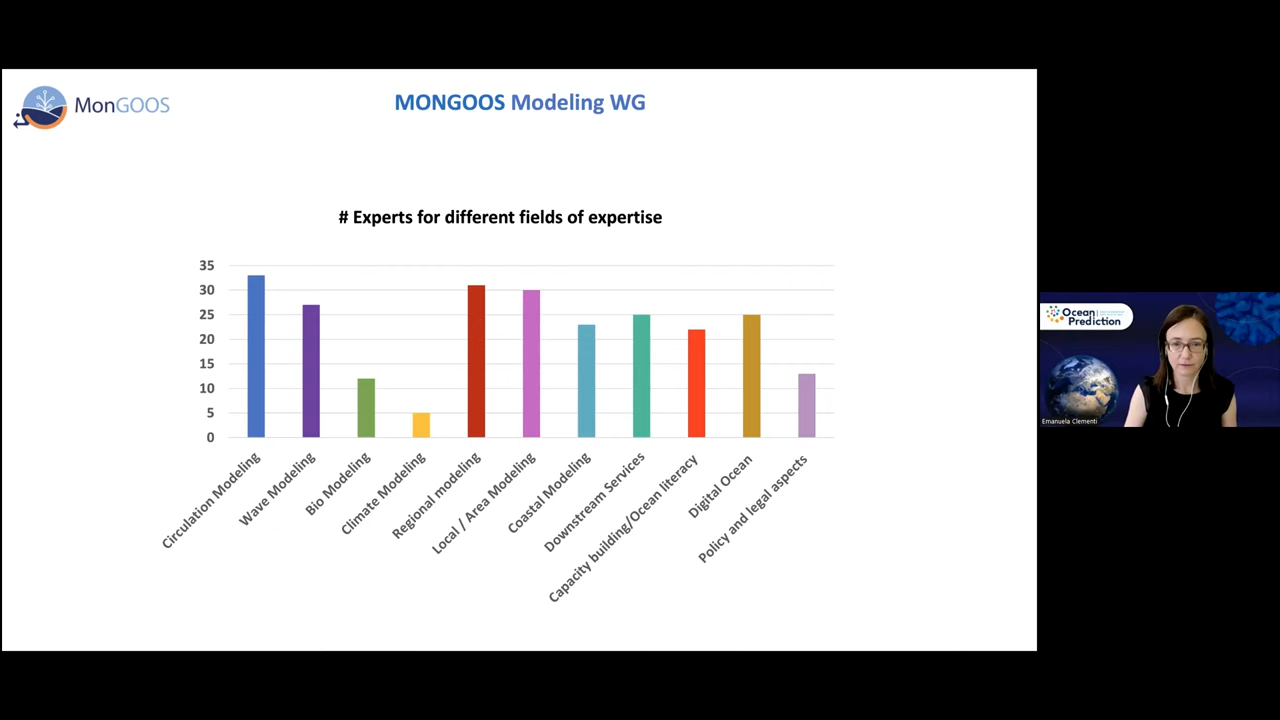 MonGOOS
MONGOOS Modeling WG
# Experts for different fields of expertise
35
30
25
20
15
10
5
0
Circulation Modeling
Wave Modeling
Bio Modeling
Climate Modeling
Regional modeling
Local / Area Modeling
Coastal Modeling
Downstream Services
Capacity building/Ocean literacy
Digital Ocean
Policy and legal aspects
Ocean
Prediction
Emanuela Clementi